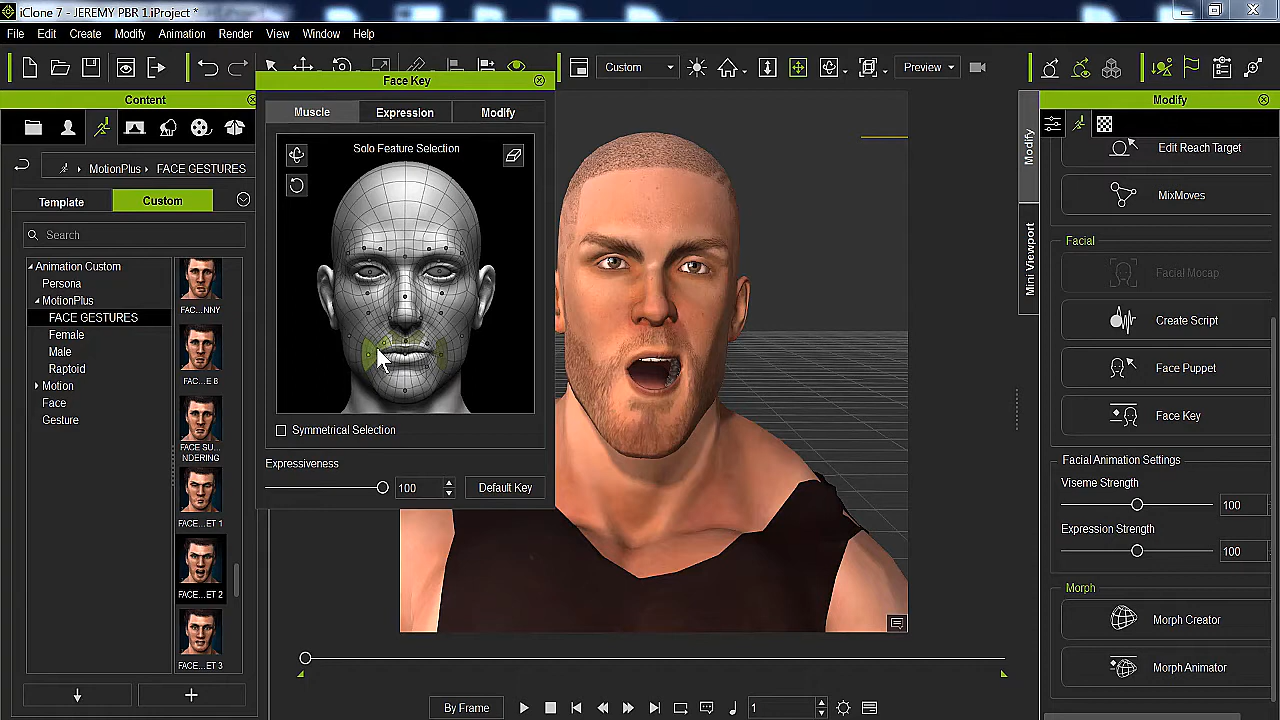 iClone 7 - JEREMY PBR 1.iProject *
File Edit Create Modify Animation Render View Window Help
Custom
Preview
Content
MotionPlus FACE GESTURES
Template
Custom
Search
Animation Custom
Persona
MotionPlus
FACE GESTURES
Female
Male
Raptoid
Motion
Face
Gesture
FAC...NNY
FAC...E B
FACE SU...
NDERING
FACE...ET 1
FACE...ET 2
FACE...ET 3
Face Key
Muscle
Expression
Modify
Solo Feature Selection
Symmetrical Selection
Expressiveness
100
Default Key
By Frame
1
Modify
Mini Viewport
Modify
Edit Reach Target
MixMoves
Facial
Facial Mocap
Create Script
Face Puppet
Face Key
Facial Animation Settings
Viseme Strength
100
Expression Strength
100
Morph
Morph Creator
Morph Animator